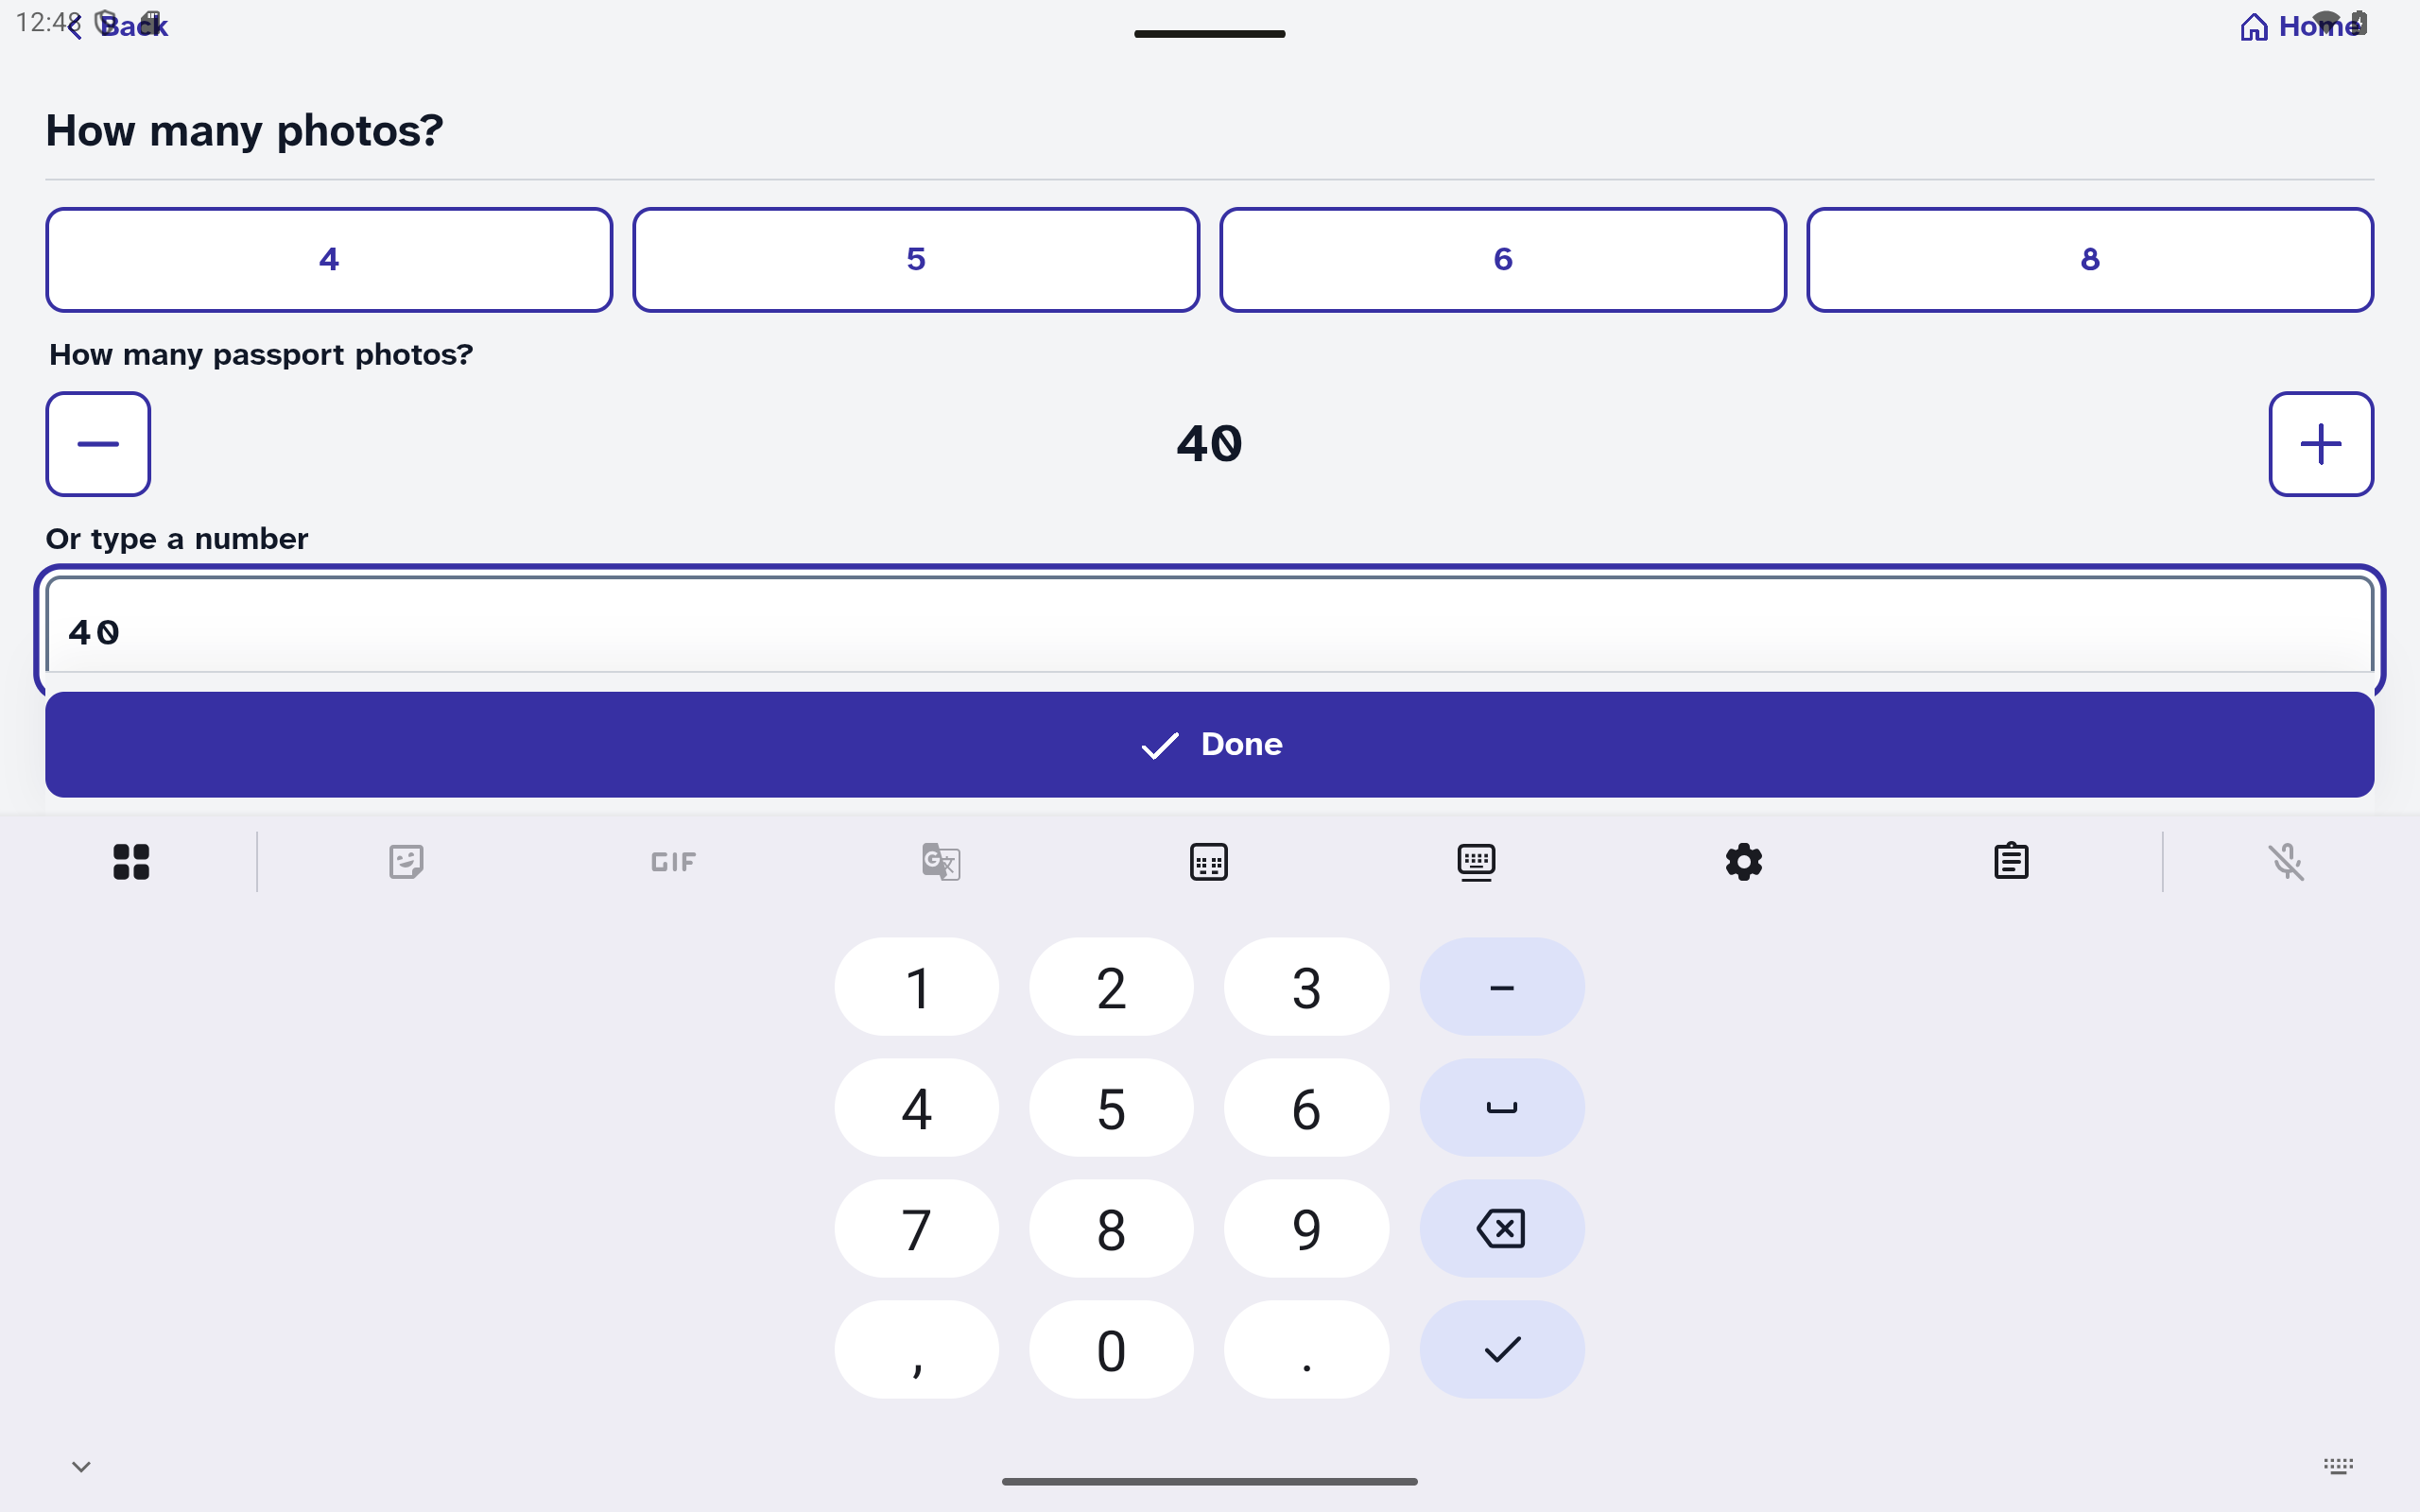 12:48
Back
Home
How many photos?
4
5
6
8
How many passport photos?
40
Or type a number
40
Done
GIF
1 2 3 –
4 5 6
7 8 9
, 0 .